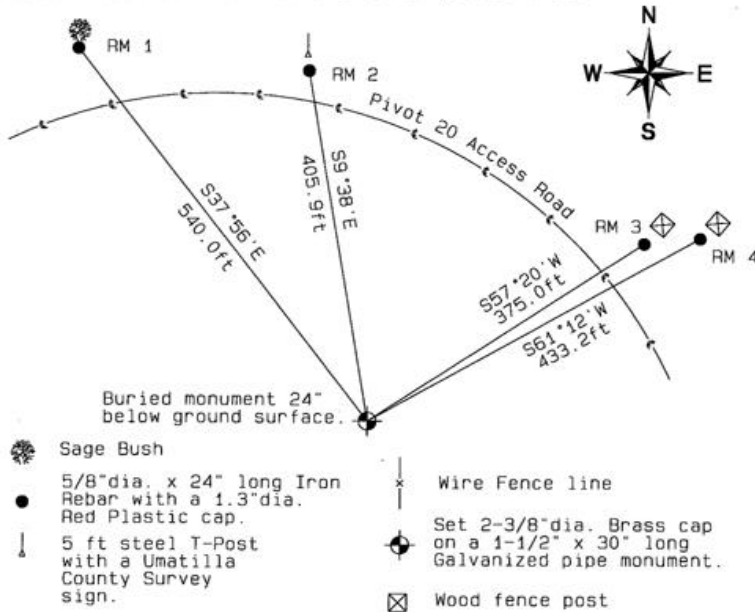 N
W E
S
RM 1
RM 2
Pivot 20 Access Road
S37°56'E
540.0ft
S9°38'E
405.9ft
RM 3
RM 4
S57°20'W
375.0ft
S61°12'W
433.2ft
Buried monument 24"
below ground surface.
Sage Bush
5/8"dia. x 24" long Iron
Rebar with a 1.3"dia.
Red Plastic cap.
5 ft steel T-Post
with a Umatilla
County Survey
sign.
Wire Fence line
Set 2-3/8"dia. Brass cap
on a 1-1/2" x 30" long
Galvanized pipe monument.
Wood fence post